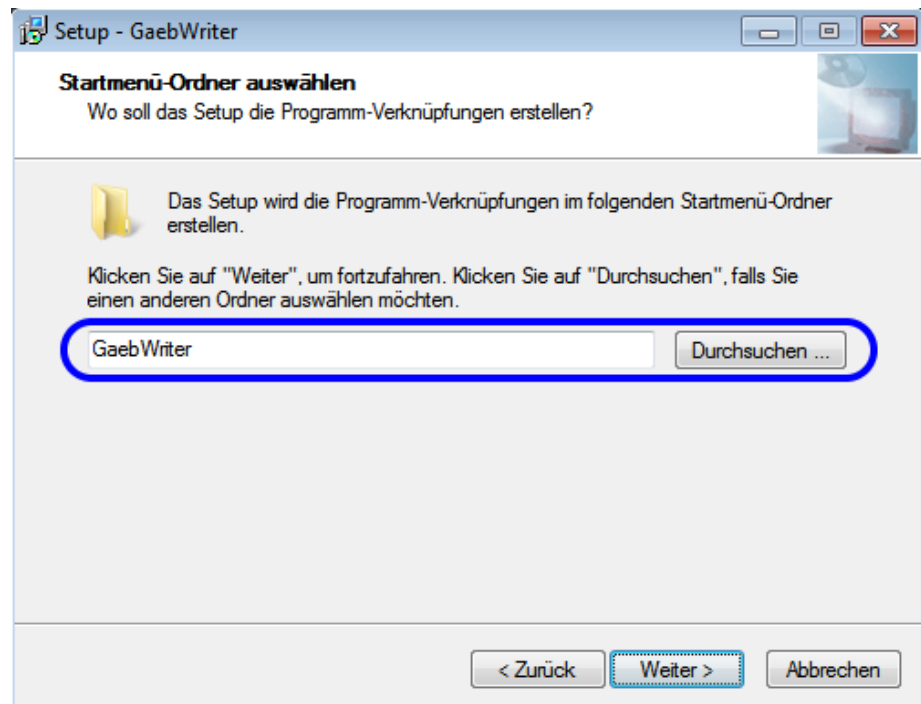 Setup - GaebWriter
Startmenü-Ordner auswählen
Wo soll das Setup die Programm-Verknüpfungen erstellen?
Das Setup wird die Programm-Verknüpfungen im folgenden Startmenü-Ordner
erstellen.
Klicken Sie auf "Weiter", um fortzufahren. Klicken Sie auf "Durchsuchen", falls Sie
einen anderen Ordner auswählen möchten.
GaebWriter
Durchsuchen ...
< Zurück
Weiter >
Abbrechen